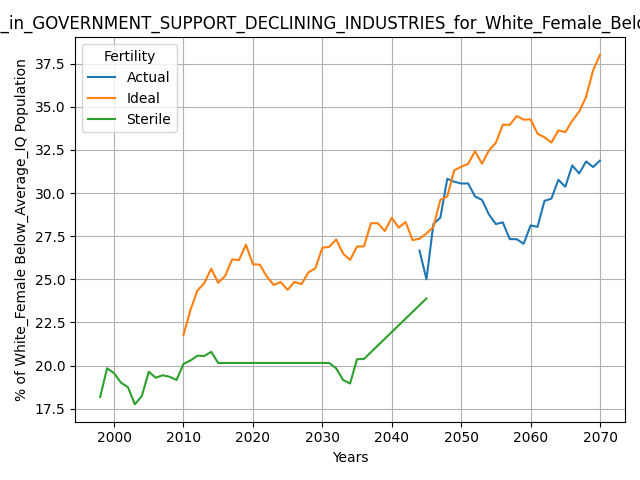 _in_GOVERNMENT_SUPPORT_DECLINING_INDUSTRIES_for_White_Female_Belo
Fertility
Actual
Ideal
Sterile
% of White_Female Below_Average_IQ Population
37.5
35.0
32.5
30.0
27.5
25.0
22.5
20.0
17.5
2000 2010 2020 2030 2040 2050 2060 2070
Years